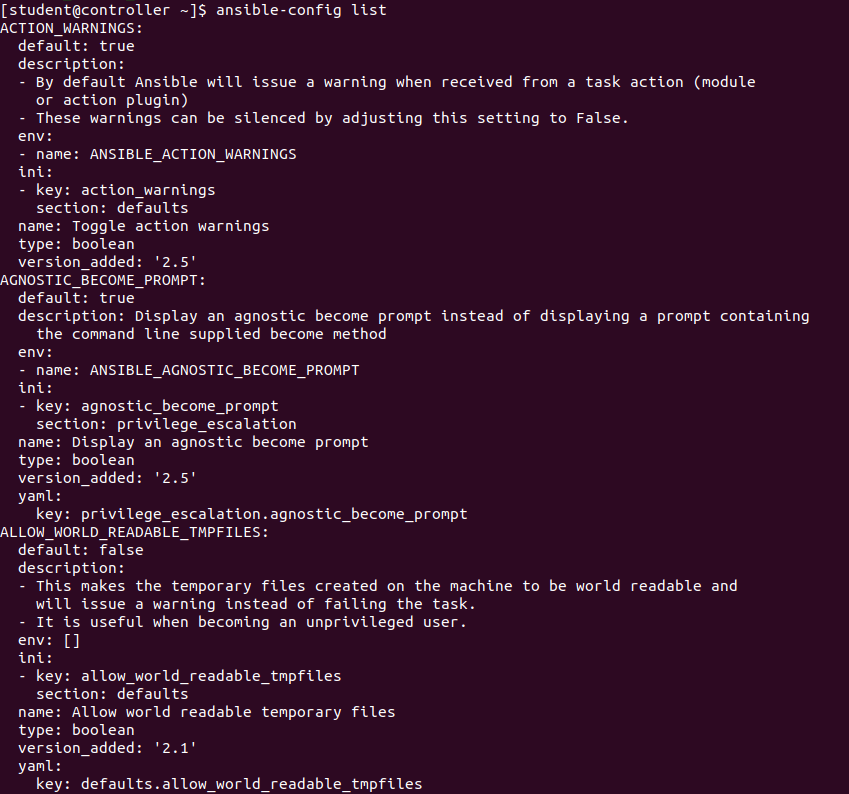 [student@controller ~]$ ansible-config list
ACTION_WARNINGS:
  default: true
  description:
  - By default Ansible will issue a warning when received from a task action (module
    or action plugin)
  - These warnings can be silenced by adjusting this setting to False.
  env:
  - name: ANSIBLE_ACTION_WARNINGS
  ini:
  - key: action_warnings
    section: defaults
  name: Toggle action warnings
  type: boolean
  version_added: '2.5'
AGNOSTIC_BECOME_PROMPT:
  default: true
  description: Display an agnostic become prompt instead of displaying a prompt containing
    the command line supplied become method
  env:
  - name: ANSIBLE_AGNOSTIC_BECOME_PROMPT
  ini:
  - key: agnostic_become_prompt
    section: privilege_escalation
  name: Display an agnostic become prompt
  type: boolean
  version_added: '2.5'
  yaml:
    key: privilege_escalation.agnostic_become_prompt
ALLOW_WORLD_READABLE_TMPFILES:
  default: false
  description:
  - This makes the temporary files created on the machine to be world readable and
    will issue a warning instead of failing the task.
  - It is useful when becoming an unprivileged user.
  env: []
  ini:
  - key: allow_world_readable_tmpfiles
    section: defaults
  name: Allow world readable temporary files
  type: boolean
  version_added: '2.1'
  yaml:
    key: defaults.allow_world_readable_tmpfiles